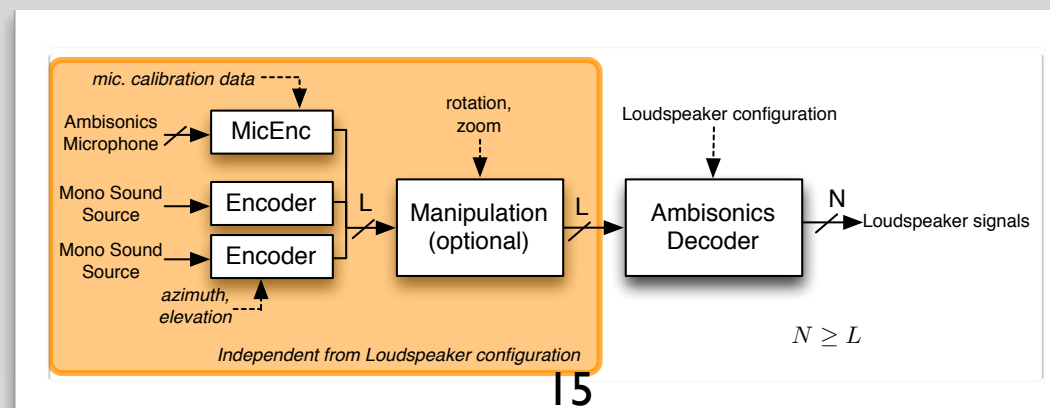 mic. calibration data
Ambisonics
Microphone
MicEnc
rotation,
zoom
Loudspeaker configuration
Mono Sound
Source
Encoder
L
Manipulation
(optional)
L
Ambisonics
Decoder
N
Loudspeaker signals
Mono Sound
Source
Encoder
azimuth,
elevation
N ≥ L
Independent from Loudspeaker configuration
15